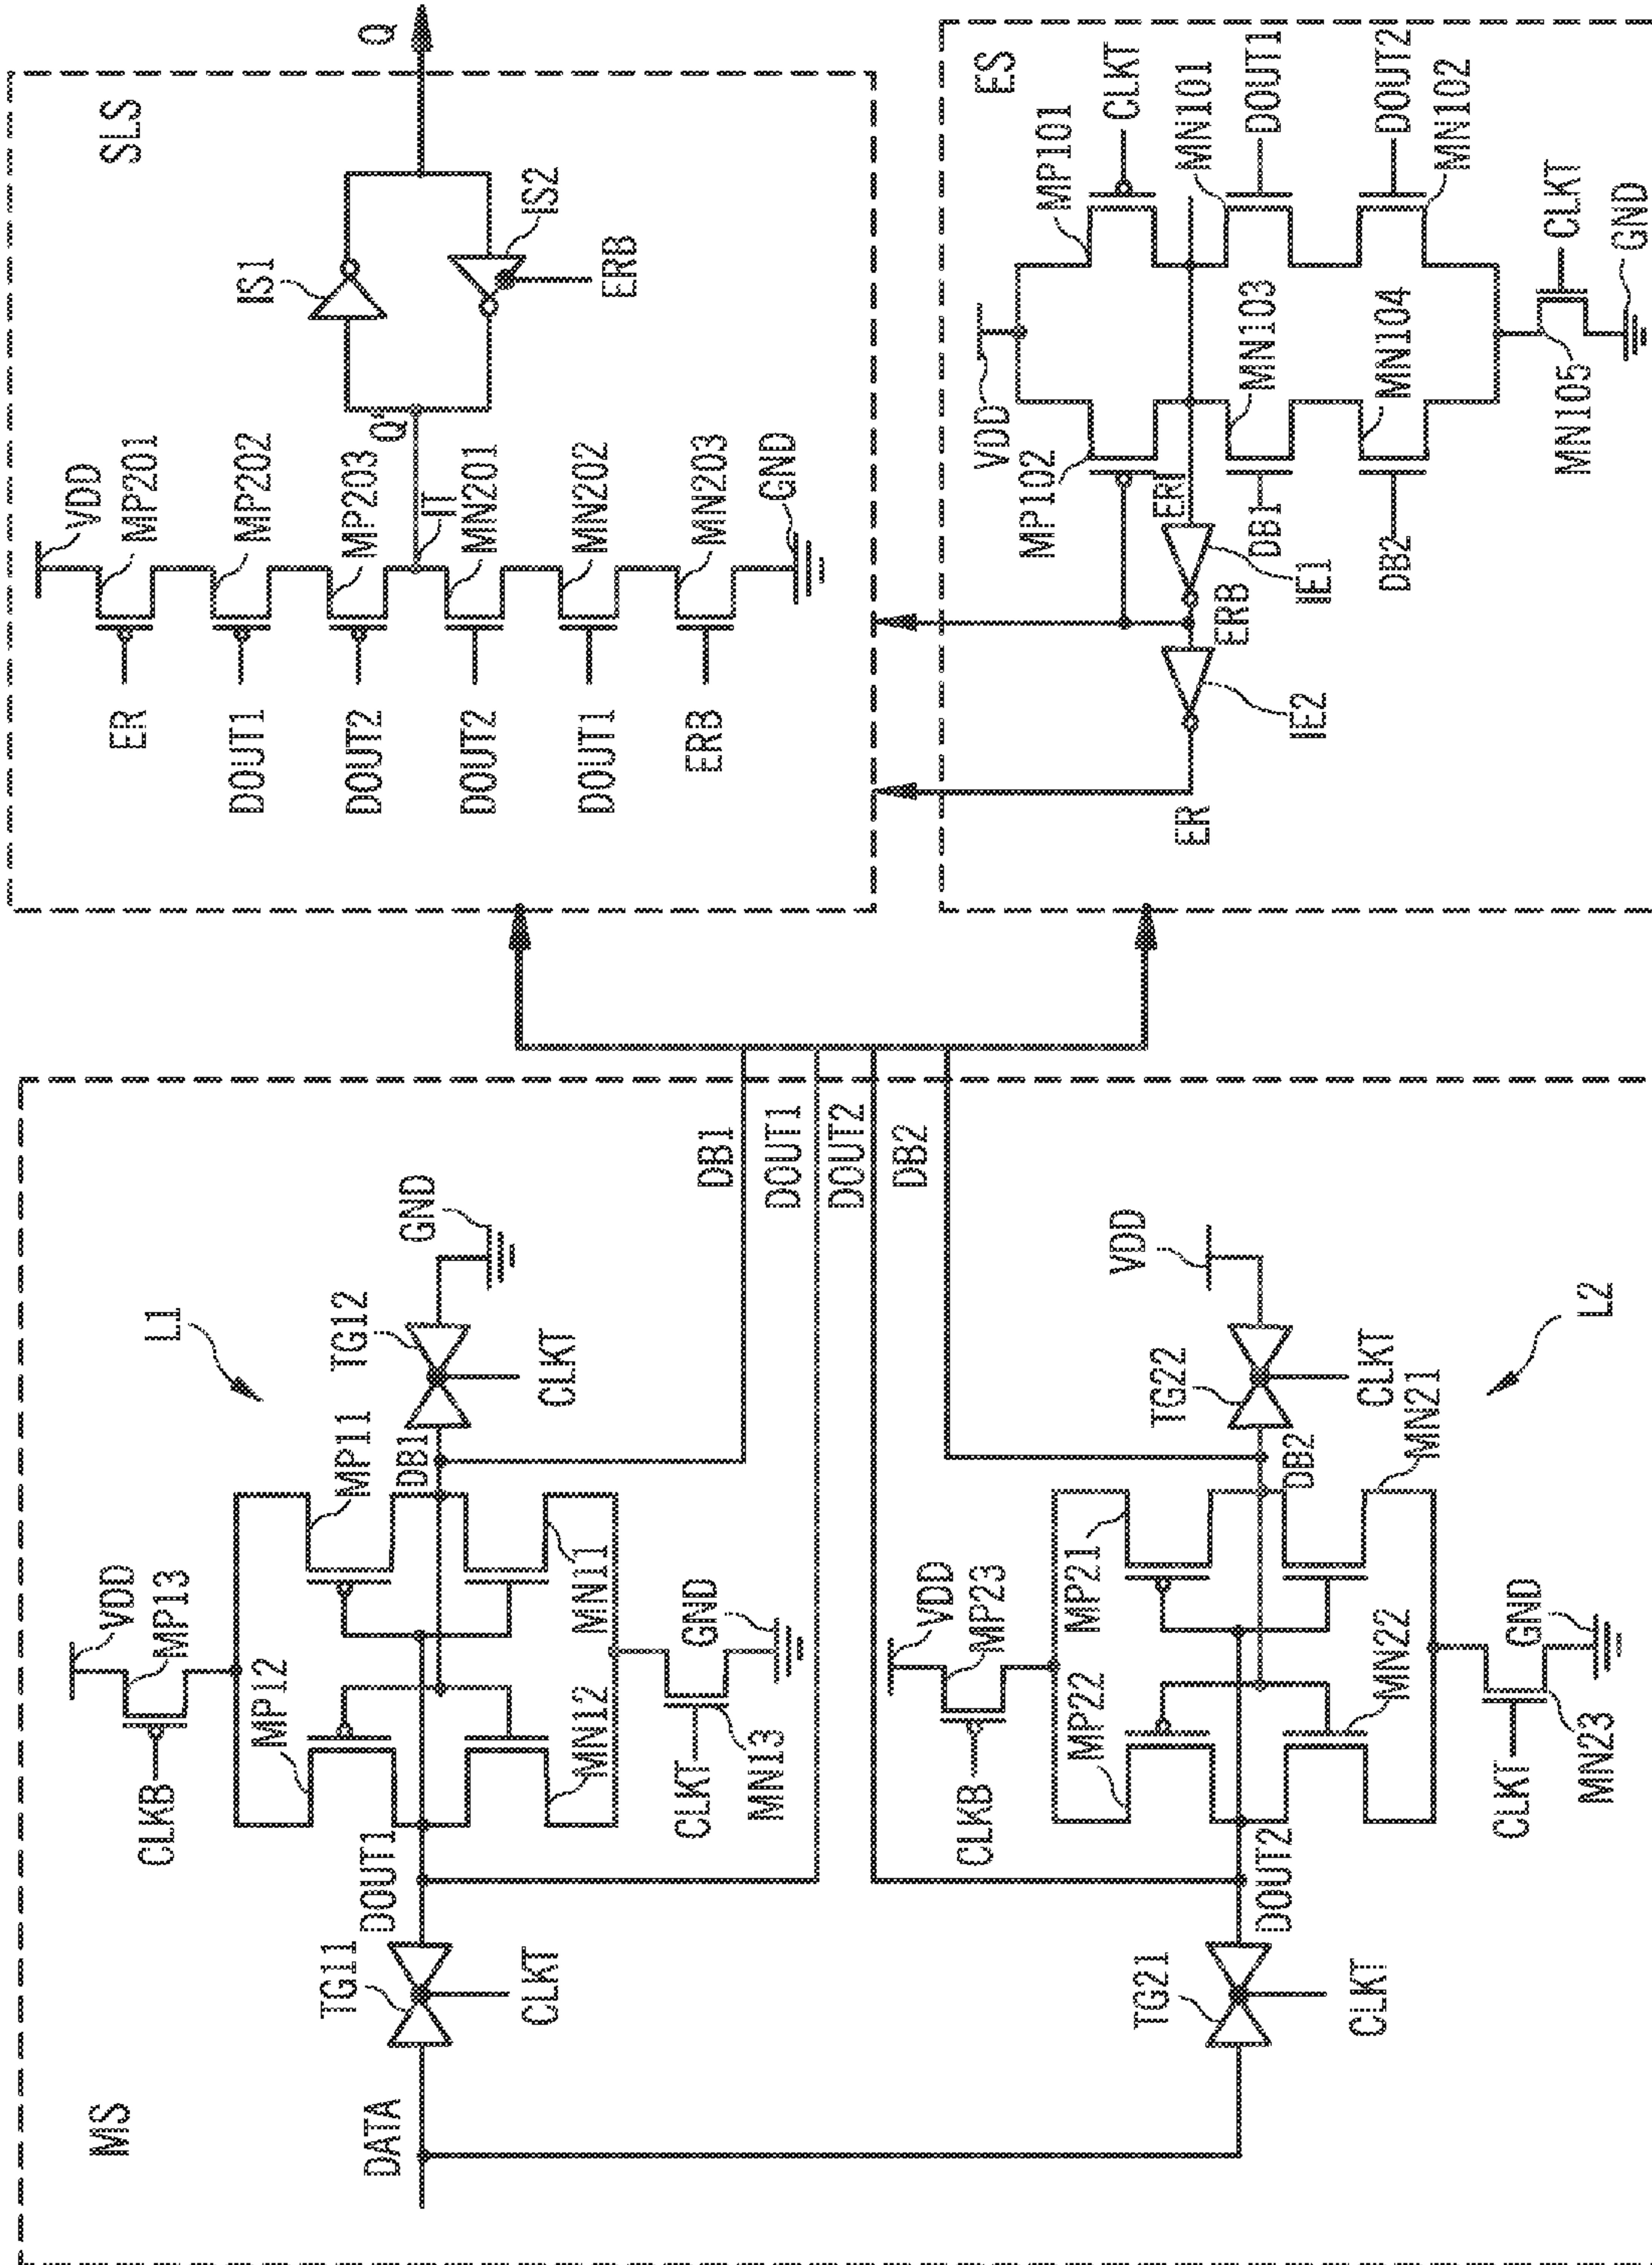 MS
DATA
TG11
CLKT
DOUT1
CLKB
VDD
MP13
MP12
MP11
DB1
MN11
MN12
CLKT
MN13
GND
TG12
CLKT
GND
L1
TG21
CLKT
DOUT2
CLKB
VDD
MP23
MP22
MP21
DB2
MN21
MN22
CLKT
MN23
GND
TG22
CLKT
VDD
L2
DB1
DOUT1
DOUT2
DB2
SLS
VDD
ER
MP201
DOUT1
MP202
DOUT2
MP203
Q'
T
DOUT2
MN201
DOUT1
MN202
ERB
MN203
GND
IS1
IS2
ERB
Q
ES
VDD
MP102
MP101
CLKT
ERI
IE1
ERB
IE2
ER
MN101
DOUT1
MN103
DB1
DOUT2
MN102
MN104
DB2
MN105
CLKT
GND